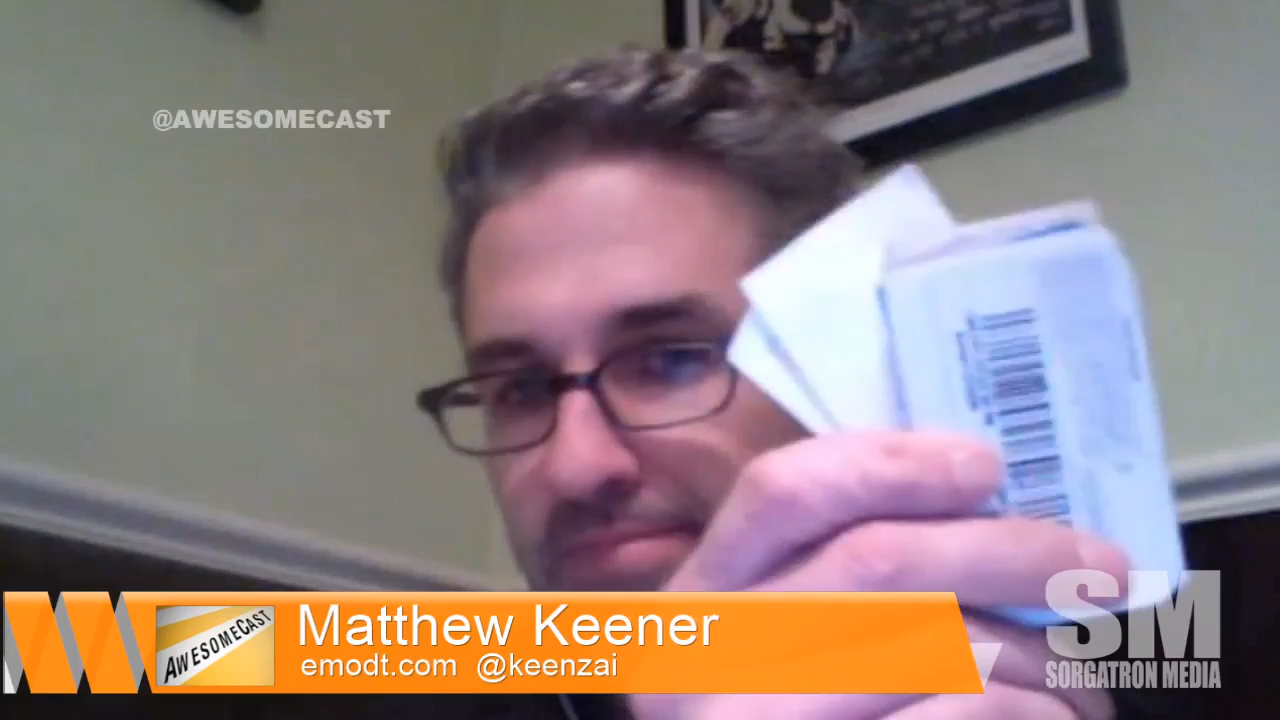 @AWESOMECAST
AWESOMECAST
Matthew Keener
emodt.com @keenzai
SM
SORGATRON MEDIA